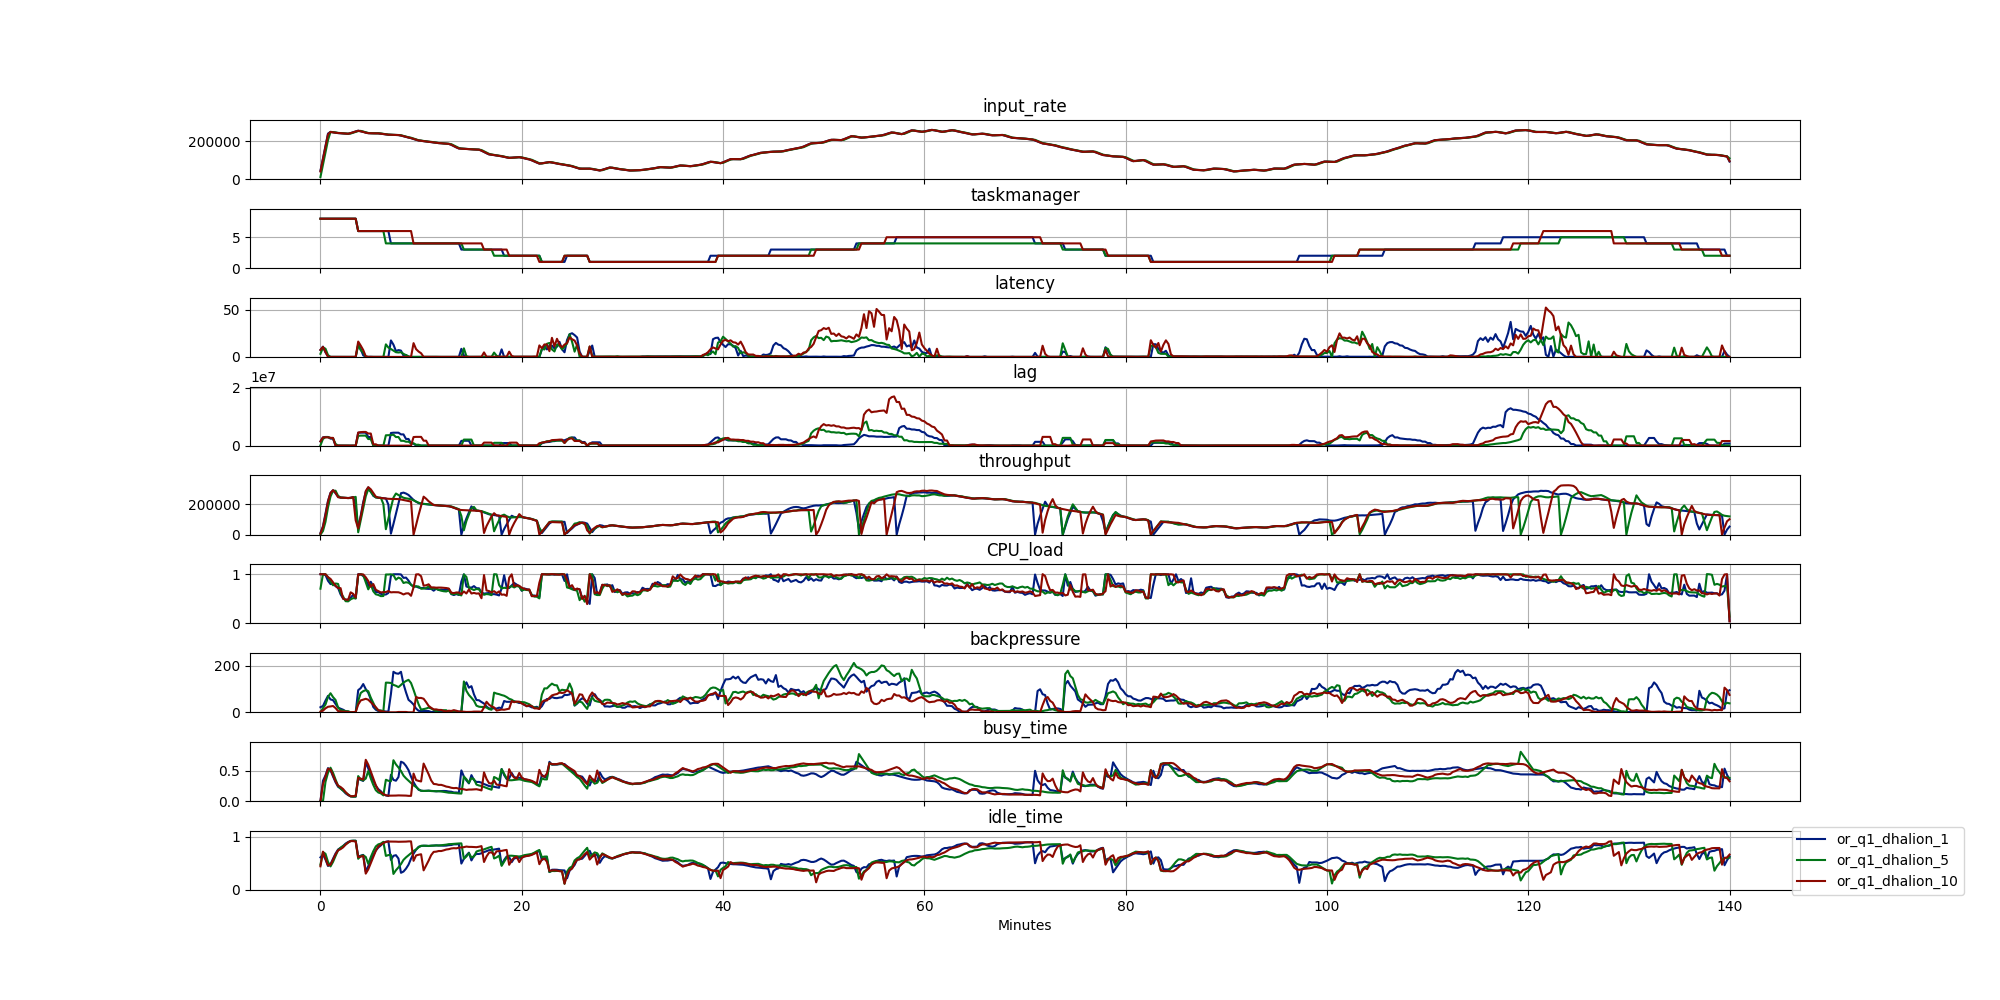 input_rate
200000
0
taskmanager
5
0
latency
50
0
1e7
lag
2
0
throughput
200000
0
CPU_load
1
0
backpressure
200
0
busy_time
0.5
0.0
idle_time
1
0
0 20 40 60 80 100 120 140
Minutes
or_q1_dhalion_1
or_q1_dhalion_5
or_q1_dhalion_10